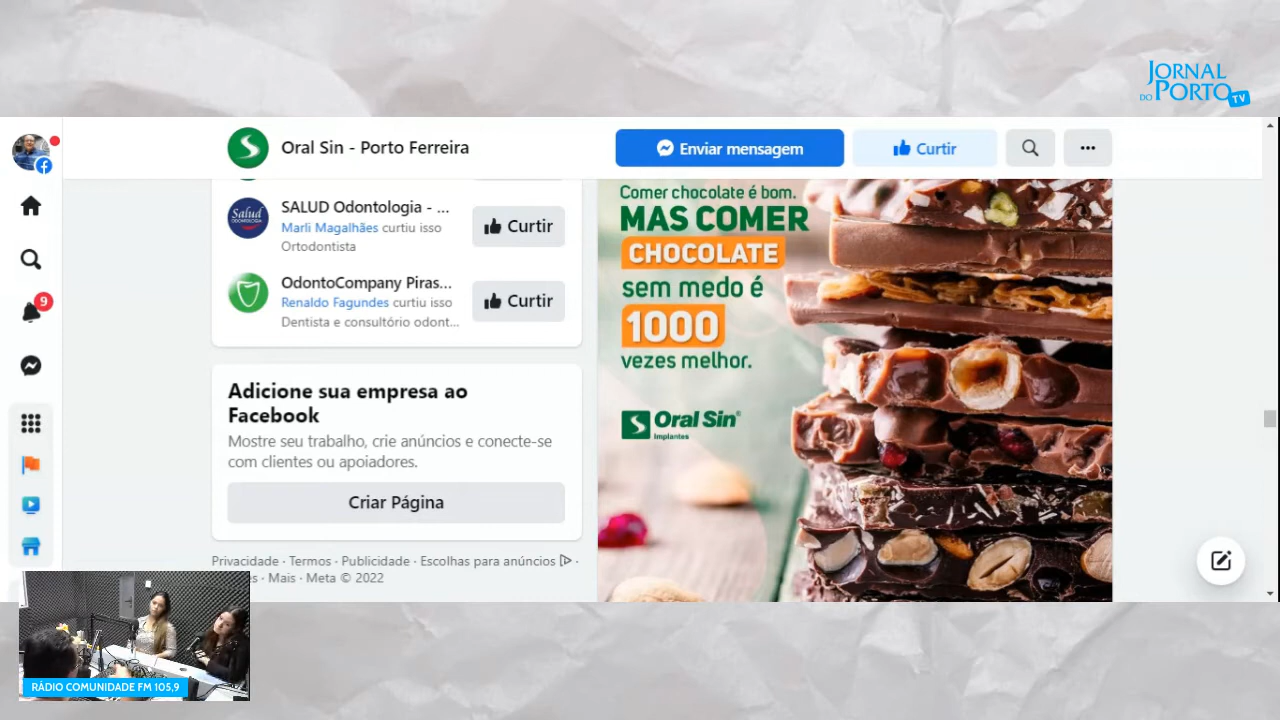 JORNAL
DO PORTO TV
Oral Sin - Porto Ferreira
Enviar mensagem
Curtir
SALUD Odontologia - ...
Marli Magalhães curtiu isso
Ortodontista
Curtir
Salud
ODONTOLOGIA
OdontoCompany Piras...
Renaldo Fagundes curtiu isso
Dentista e consultório odont...
Curtir
9
Adicione sua empresa ao
Facebook
Mostre seu trabalho, crie anúncios e conecte-se
com clientes ou apoiadores.
Criar Página
Privacidade · Termos · Publicidade · Escolhas para anúncios ·
s · Mais · Meta © 2022
Comer chocolate é bom.
MAS COMER
CHOCOLATE
sem medo é
1000
vezes melhor.
Oral Sin®
Implantes
RÁDIO COMUNIDADE FM 105,9